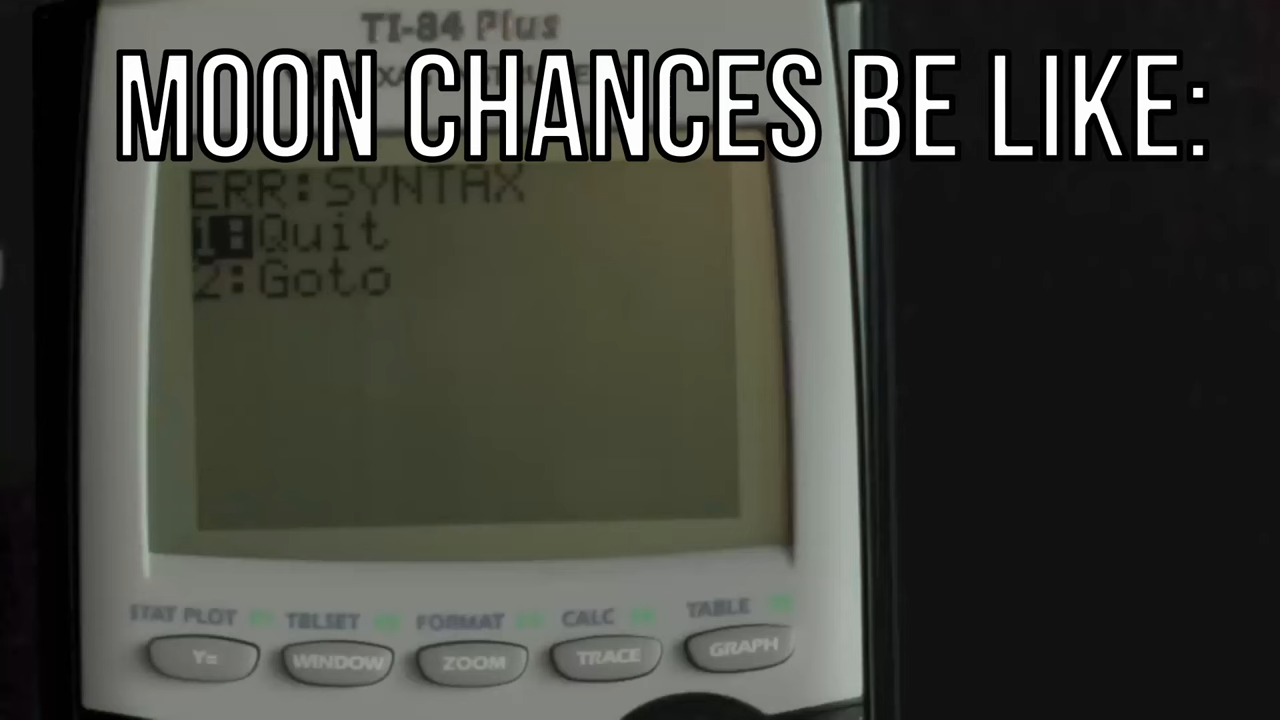 TI-84 Plus
MOON CHANCES BE LIKE:
ERR:SYNTAX
1:Quit
2:Goto
STAT PLOT TBLSET FORMAT CALC TABLE
Y= WINDOW ZOOM TRACE GRAPH